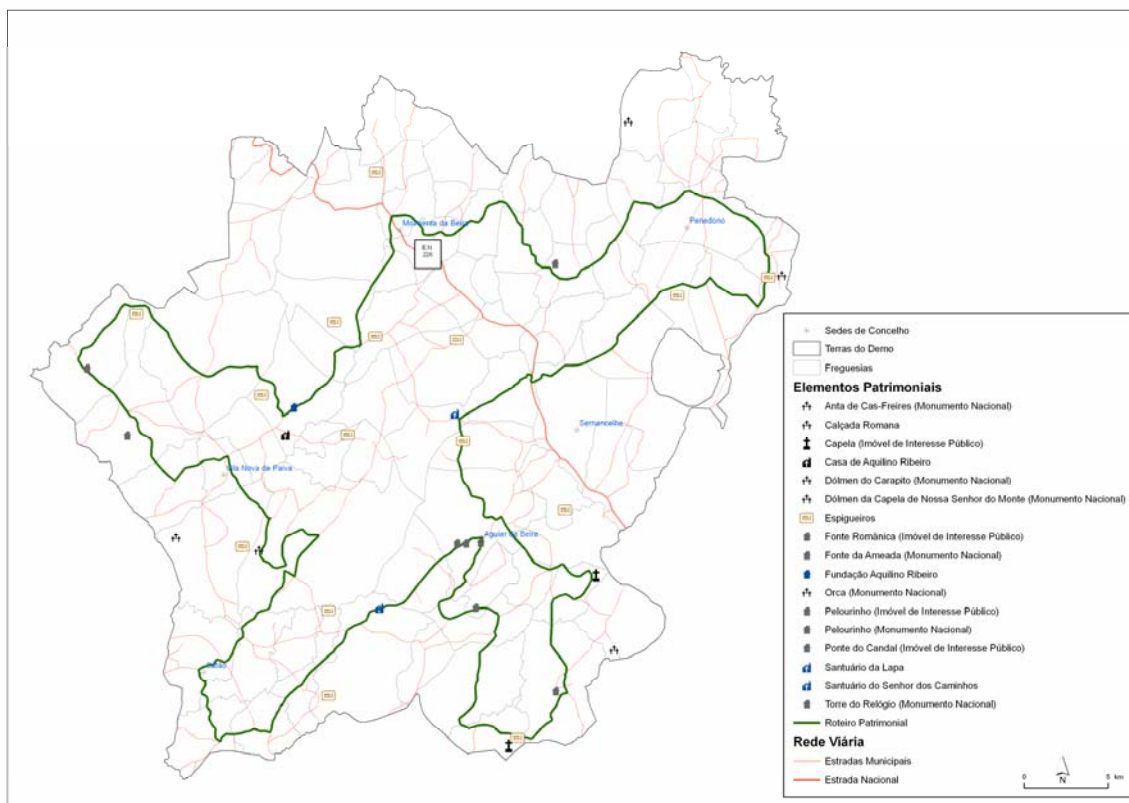 Moimenta da Beira
Penedono
E.N.
226
Sernancelhe
Vila Nova de Paiva
Aguiar da Beira
Sátão
Sedes de Concelho
Terras do Demo
Freguesias
Elementos Patrimoniais
Anta de Cas-Freires (Monumento Nacional)
Calçada Romana
Capela (Imóvel de Interesse Público)
Casa de Aquilino Ribeiro
Dólmen do Carapito (Monumento Nacional)
Dólmen da Capela de Nossa Senhor do Monte (Monumento Nacional)
Espigueiros
Fonte Românica (Imóvel de Interesse Público)
Fonte da Ameada (Monumento Nacional)
Fundação Aquilino Ribeiro
Orca (Monumento Nacional)
Pelourinho (Imóvel de Interesse Público)
Pelourinho (Monumento Nacional)
Ponte do Candal (Imóvel de Interesse Público)
Santuário da Lapa
Santuário do Senhor dos Caminhos
Torre do Relógio (Monumento Nacional)
Roteiro Patrimonial
Rede Viária
Estradas Municipais
Estrada Nacional
N
0 5 km